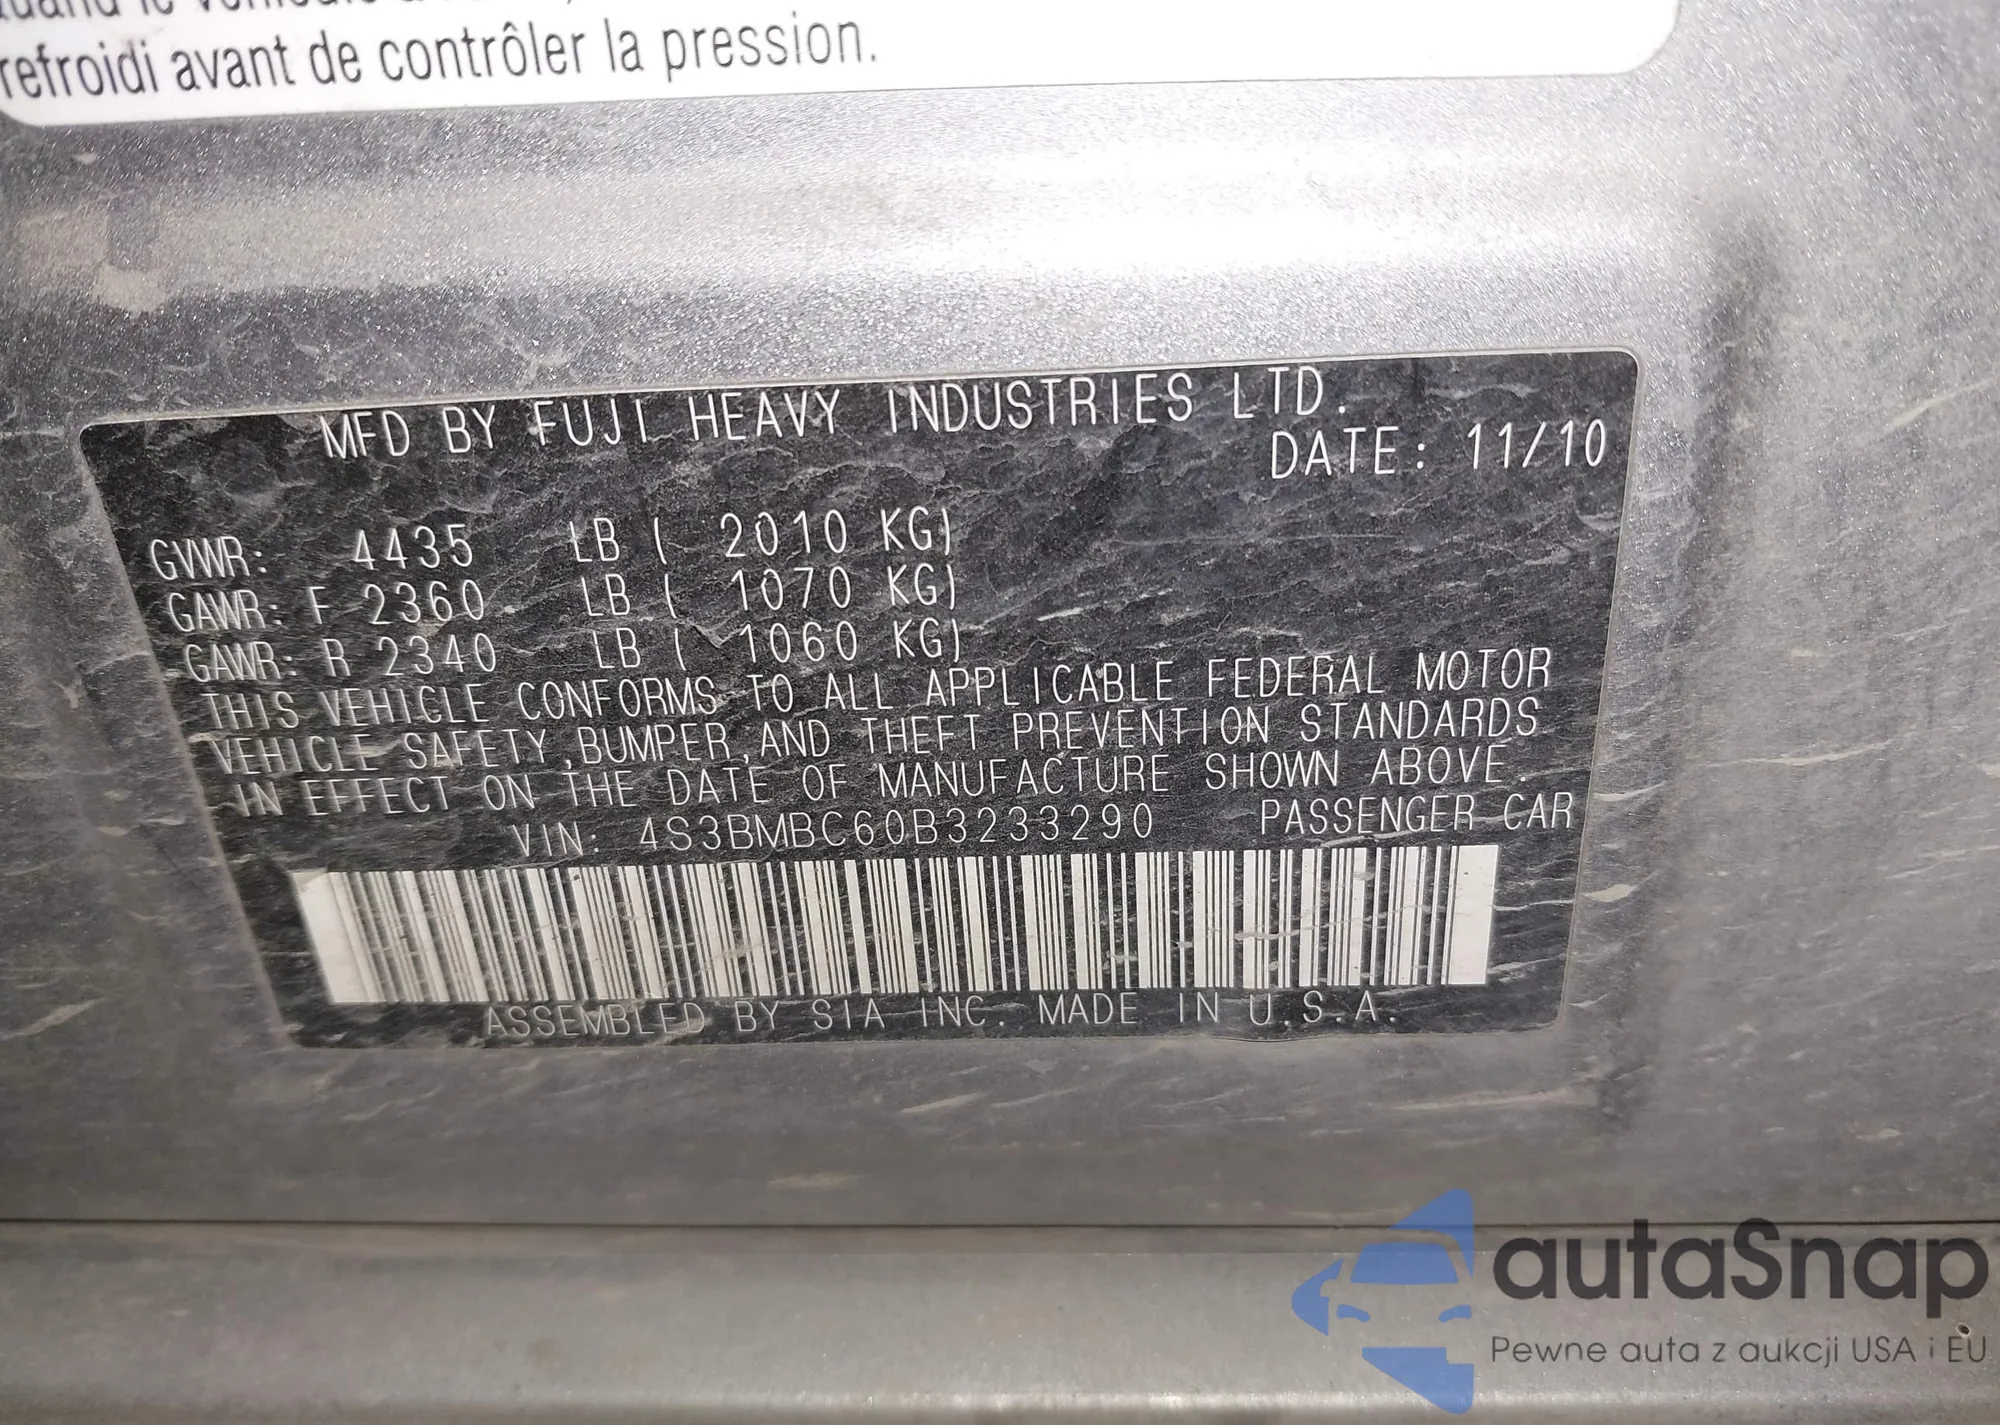 quand le véhicule
refroidi avant de contrôler la pression.
MFD BY FUJI HEAVY INDUSTRIES LTD.
DATE: 11/10
GVWR: 4435 LB ( 2010 KG)
GAWR: F 2360 LB ( 1070 KG)
GAWR: R 2340 LB ( 1060 KG)
THIS VEHICLE CONFORMS TO ALL APPLICABLE FEDERAL MOTOR
VEHICLE SAFETY,BUMPER,AND THEFT PREVENTION STANDARDS
IN EFFECT ON THE DATE OF MANUFACTURE SHOWN ABOVE.
VIN: 4S3BMBC60B3233290 PASSENGER CAR
ASSEMBLED BY SIA INC. MADE IN U.S.A.
autaSnap
Pewne auta z aukcji USA i EU